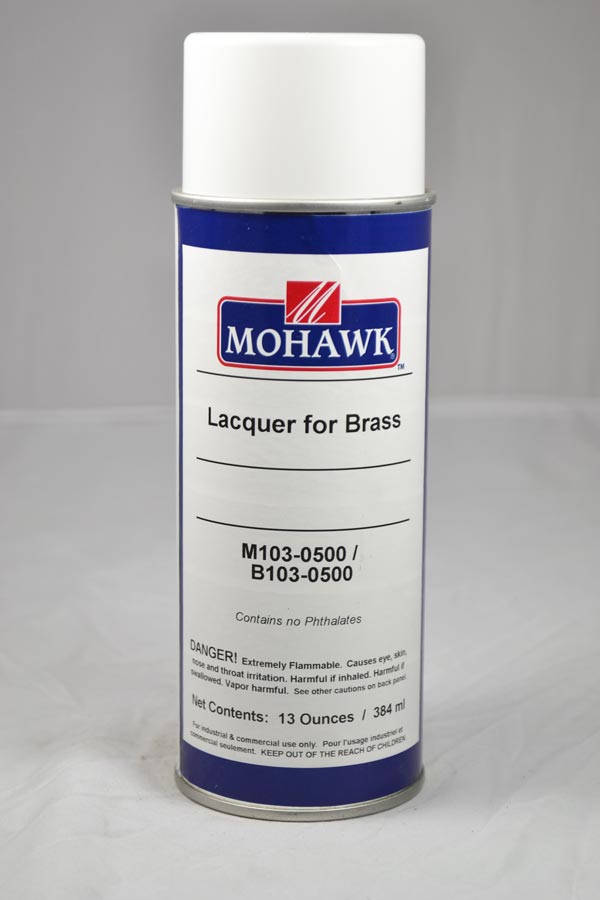 MOHAWK®
™
Lacquer for Brass
M103-0500 /
B103-0500
Contains no Phthalates
DANGER! Extremely Flammable. Causes eye, skin,
nose and throat irritation. Harmful if inhaled. Harmful if
swallowed. Vapor harmful. See other cautions on back panel.
Net Contents: 13 Ounces / 384 ml
For industrial & commercial use only. Pour l'usage industriel et
commercial seulement. KEEP OUT OF THE REACH OF CHILDREN.